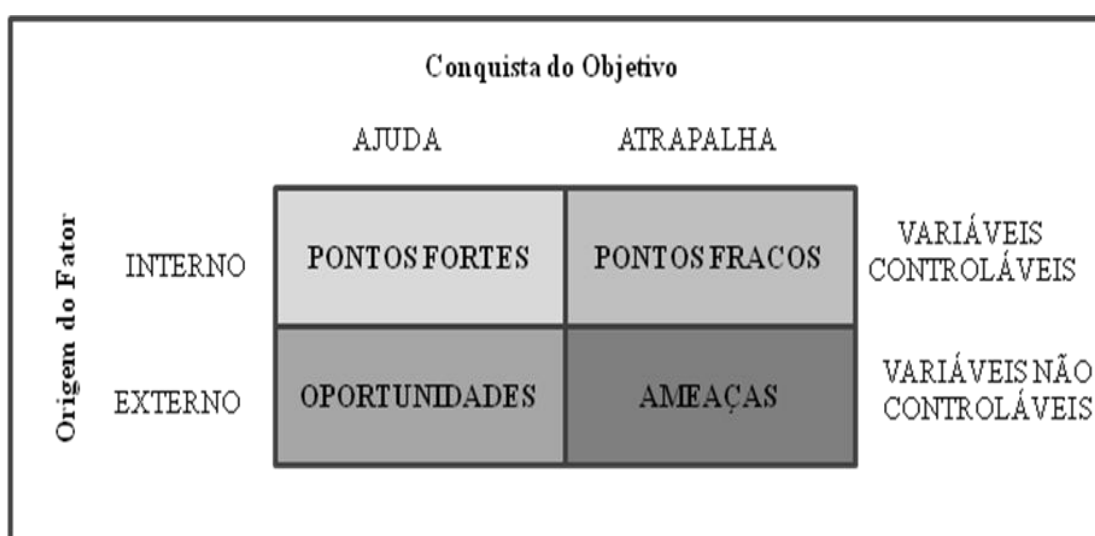 Conquista do Objetivo
AJUDA
ATRAPALHA
Origem do Fator
INTERNO
PONTOS FORTES
PONTOS FRACOS
VARIÁVEIS
CONTROLÁVEIS
EXTERNO
OPORTUNIDADES
AMEAÇAS
VARIÁVEIS NÃO
CONTROLÁVEIS